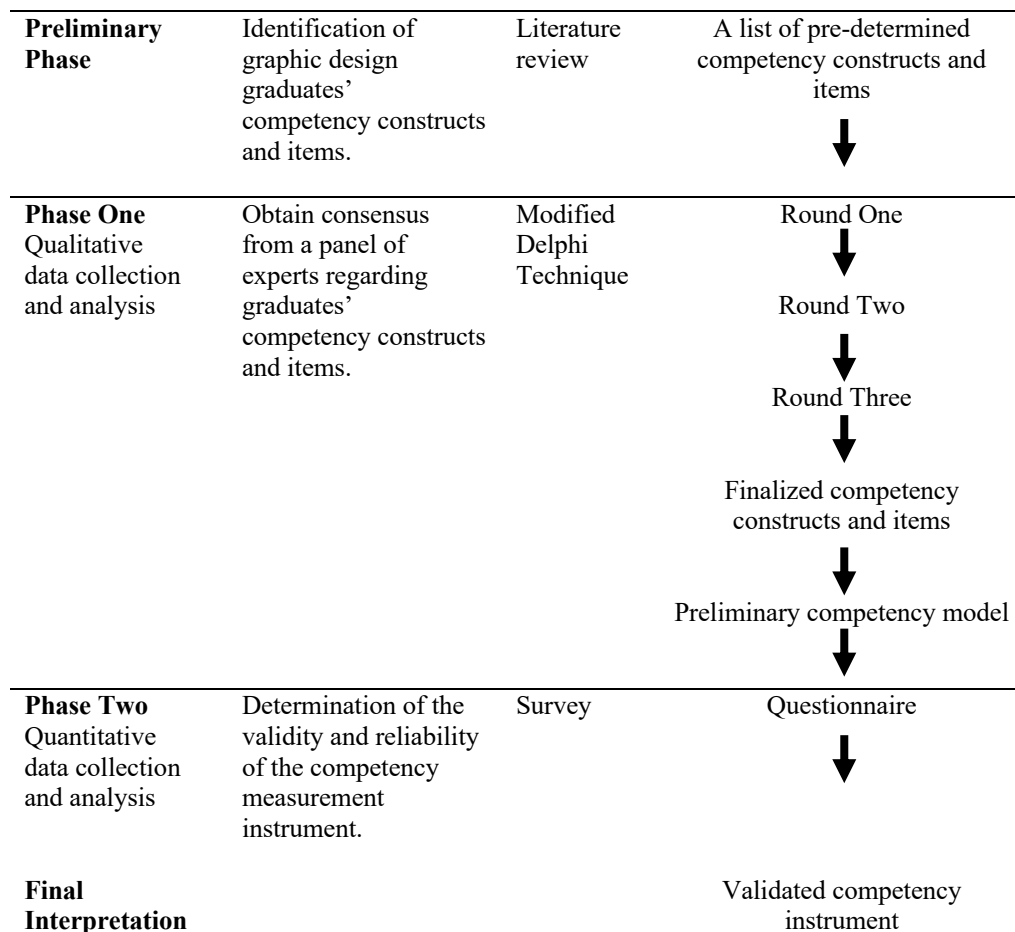 Preliminary
Phase
Identification of
graphic design
graduates’
competency constructs
and items.
Literature
review
A list of pre-determined
competency constructs and
items
Phase One
Qualitative
data collection
and analysis
Obtain consensus
from a panel of
experts regarding
graduates’
competency constructs
and items.
Modified
Delphi
Technique
Round One
Round Two
Round Three
Finalized competency
constructs and items
Preliminary competency model
Phase Two
Quantitative
data collection
and analysis
Determination of the
validity and reliability
of the competency
measurement
instrument.
Survey
Questionnaire
Final
Interpretation
Validated competency
instrument